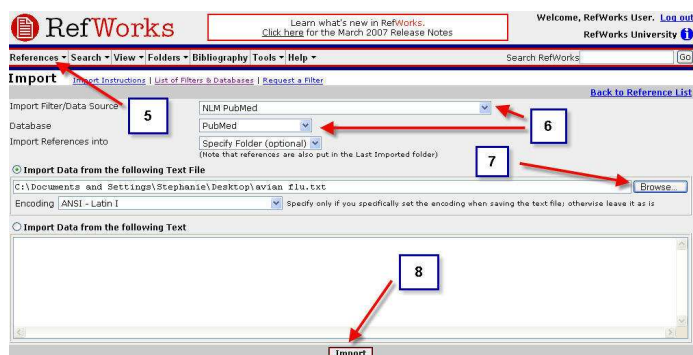 RefWorks
Learn what's new in RefWorks.
Click here for the March 2007 Release Notes
Welcome, RefWorks User. Log out
RefWorks University
References Search View Folders Bibliography Tools Help
Search RefWorks Go
Import Import Instructions | List of Filters & Databases | Request a Filter
Back to Reference List
5
Import Filter/Data Source NLM PubMed
6
Database PubMed
Import References into Specify Folder (optional)
(Note that references are also put in the Last Imported folder)
7
Import Data from the following Text File
C:\Documents and Settings\Stephanie\Desktop\avian flu.txt Browse...
Encoding ANSI - Latin I Specify only if you specifically set the encoding when saving the text file; otherwise leave it as is
Import Data from the following Text
8
Import